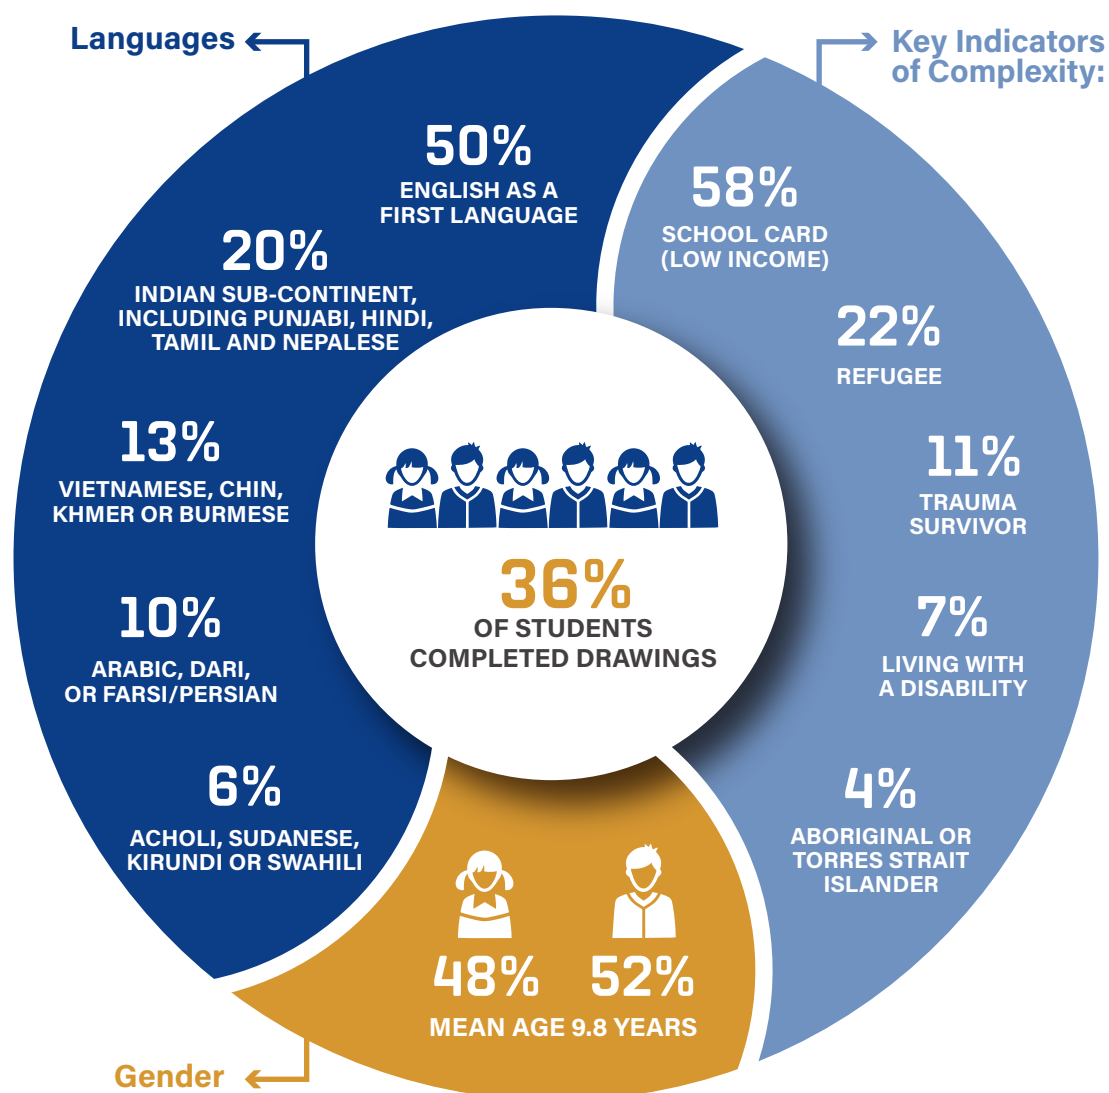 Languages
50%
ENGLISH AS A
FIRST LANGUAGE
20%
INDIAN SUB-CONTINENT,
INCLUDING PUNJABI, HINDI,
TAMIL AND NEPALESE
13%
VIETNAMESE, CHIN,
KHMER OR BURMESE
10%
ARABIC, DARI,
OR FARSI/PERSIAN
6%
ACHOLI, SUDANESE,
KIRUNDI OR SWAHILI
Key Indicators
of Complexity:
58%
SCHOOL CARD
(LOW INCOME)
22%
REFUGEE
11%
TRAUMA
SURVIVOR
7%
LIVING WITH
A DISABILITY
4%
ABORIGINAL OR
TORRES STRAIT
ISLANDER
36%
OF STUDENTS
COMPLETED DRAWINGS
48% 52%
MEAN AGE 9.8 YEARS
Gender